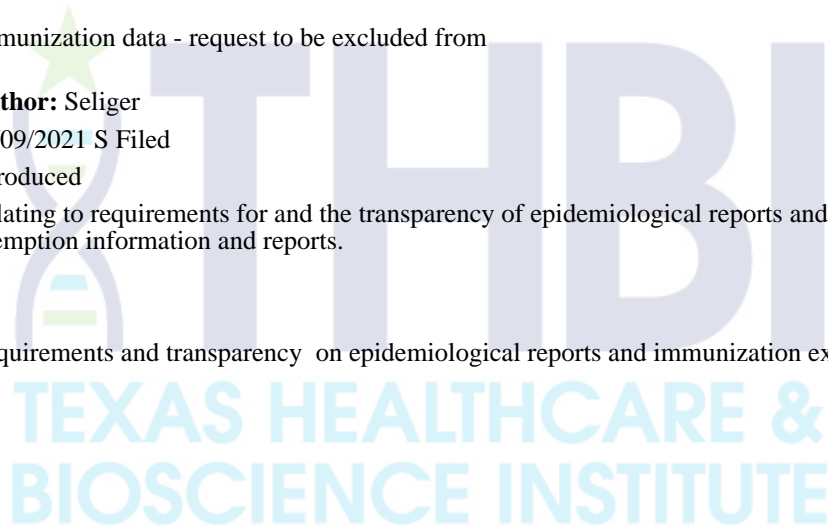 munization data - request to be excluded from
thor: Seliger
/09/2021 S Filed
roduced
lating to requirements for and the transparency of epidemiological reports and
emption information and reports.
quirements and transparency  on epidemiological reports and immunization ex
THBI
TEXAS HEALTHCARE &
BIOSCIENCE INSTITUTE